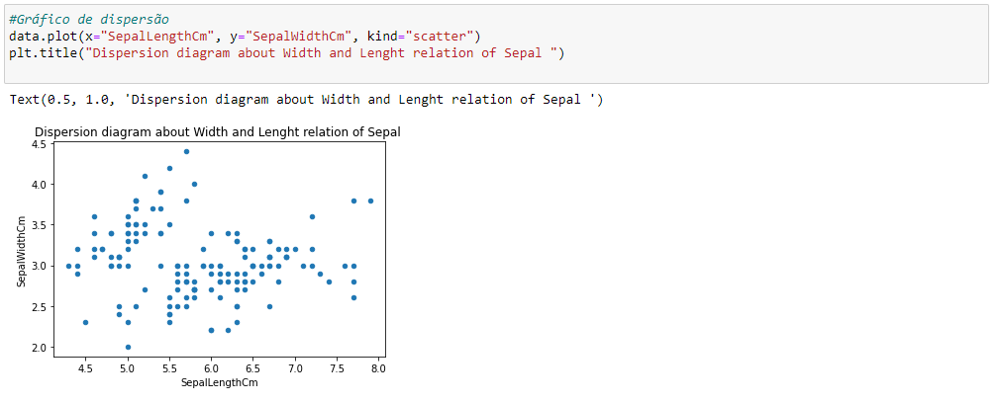 #Gráfico de dispersão
data.plot(x="SepalLengthCm", y="SepalWidthCm", kind="scatter")
plt.title("Dispersion diagram about Width and Lenght relation of Sepal ")
Text(0.5, 1.0, 'Dispersion diagram about Width and Lenght relation of Sepal ')
Dispersion diagram about Width and Lenght relation of Sepal
4.5
4.0
3.5
3.0
2.5
2.0
SepalWidthCm
4.5 5.0 5.5 6.0 6.5 7.0 7.5 8.0
SepalLengthCm